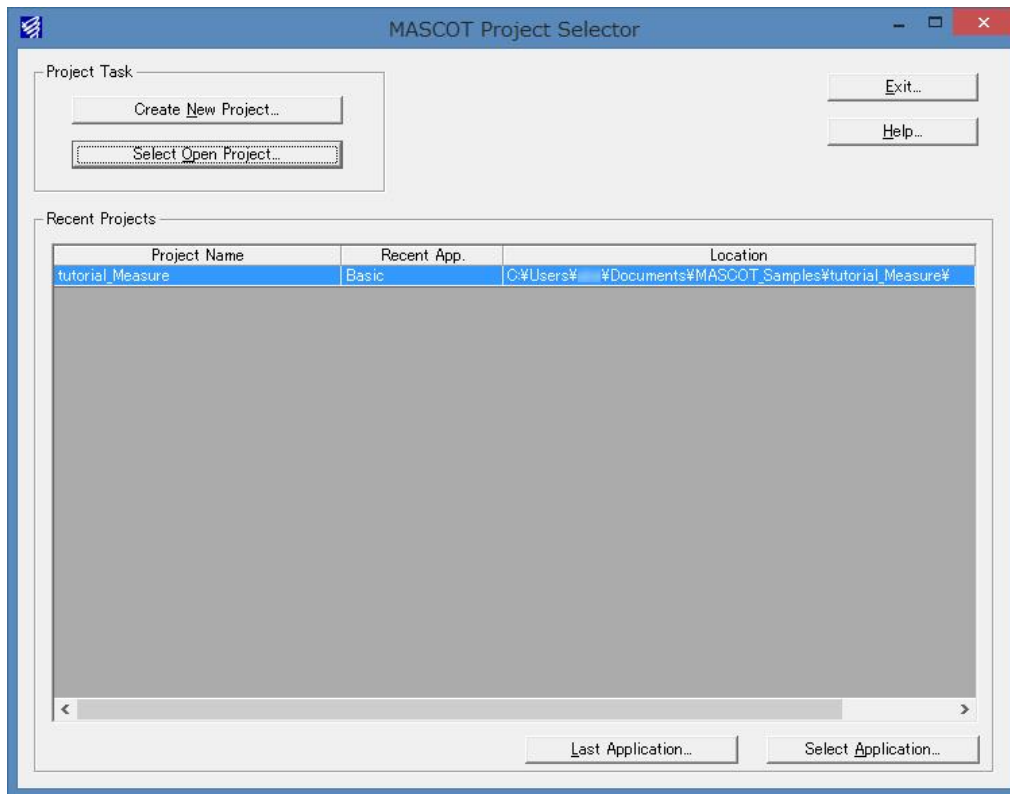 MASCOT Project Selector
Project Task
Create New Project...
Select Open Project...
Exit...
Help...
Recent Projects
Project Name Recent App. Location
tutorial_Measure Basic C:¥Users¥ ¥Documents¥MASCOT_Samples¥tutorial_Measure¥
Last Application... Select Application...